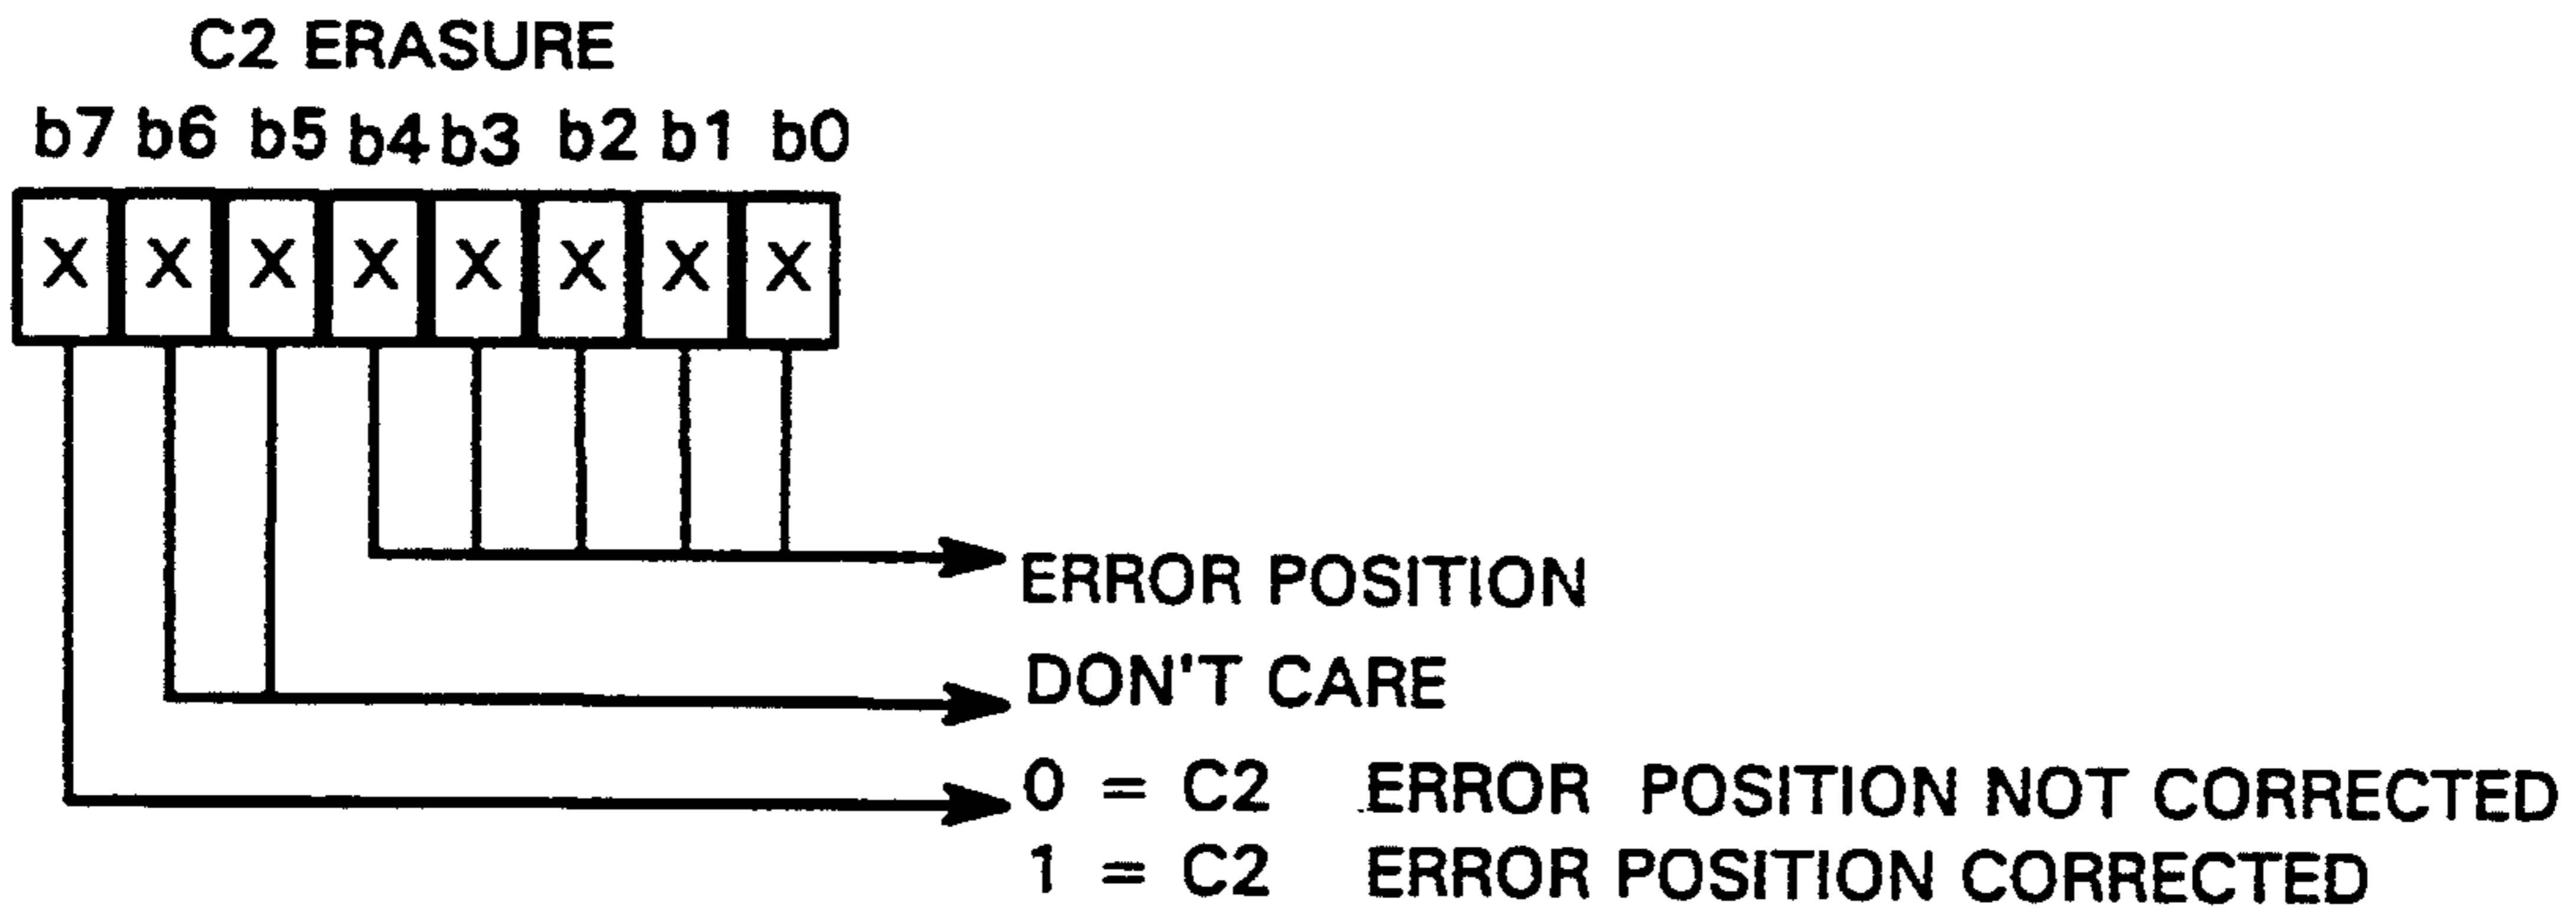 C2 ERASURE
b7 b6 b5 b4 b3 b2 b1 b0
X X X X X X X X
ERROR POSITION
DON'T CARE
0 = C2 ERROR POSITION NOT CORRECTED
1 = C2 ERROR POSITION CORRECTED